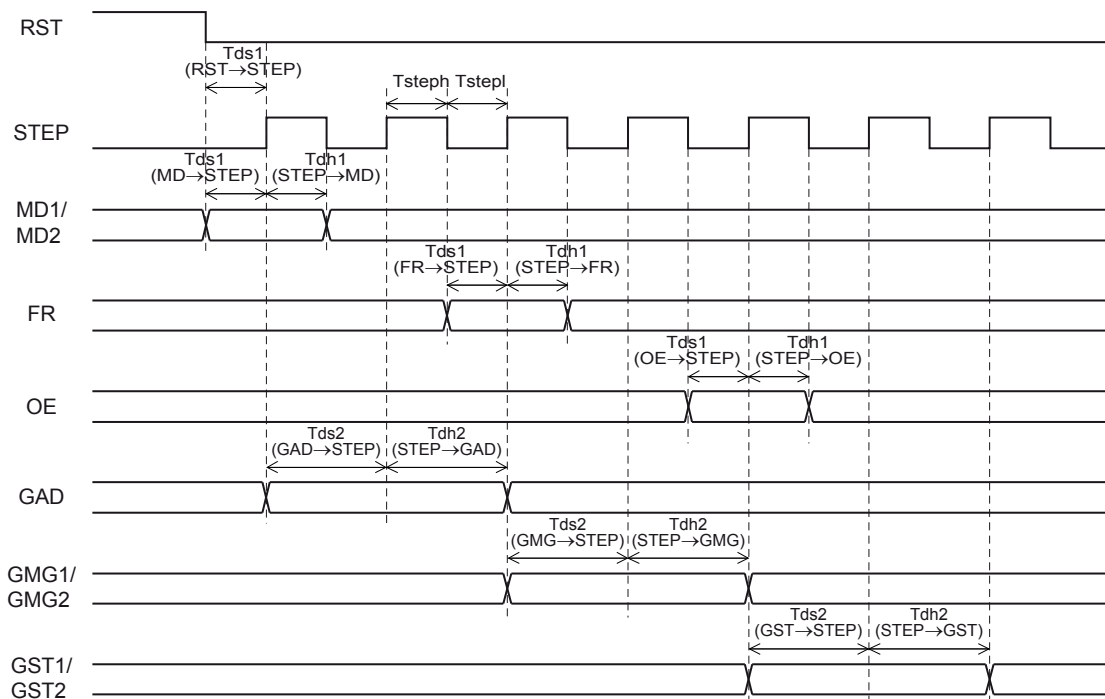 RST
Tds1
(RST→STEP)
Tsteph Tstepl
STEP
Tds1 Tdh1
(MD→STEP) (STEP→MD)
MD1/
MD2
Tds1 Tdh1
(FR→STEP) (STEP→FR)
FR
Tds1 Tdh1
(OE→STEP) (STEP→OE)
OE
Tds2 Tdh2
(GAD→STEP) (STEP→GAD)
GAD
Tds2 Tdh2
(GMG→STEP) (STEP→GMG)
GMG1/
GMG2
Tds2 Tdh2
(GST→STEP) (STEP→GST)
GST1/
GST2